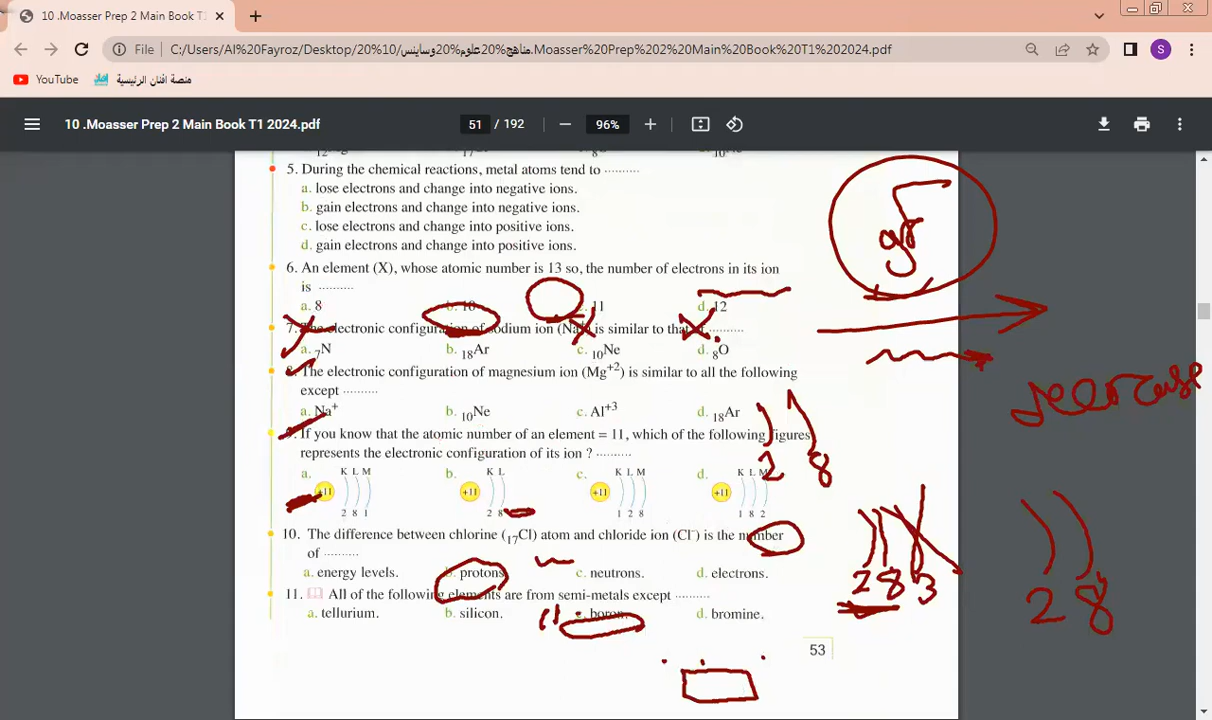 10 .Moasser Prep 2 Main Book T1
File C:/Users/Al%20Fayroz/Desktop/20%10/مناهج%20علوم%20وساينس.Moasser%20Prep%202%20Main%20Book%20T1%202024.pdf
S
YouTube منصة افنان الرئيسية
10 .Moasser Prep 2 Main Book T1 2024.pdf 51 / 192 96%
5. During the chemical reactions, metal atoms tend to ..........
a. lose electrons and change into negative ions.
b. gain electrons and change into negative ions.
c. lose electrons and change into positive ions.
d. gain electrons and change into positive ions.
6. An element (X), whose atomic number is 13 so, the number of electrons in its ion
is ..........
a. 8 b. 10 c. 11 d. 12
7. The electronic configuration of sodium ion (Na+) is similar to that of ..........
a. 7N b. 18Ar c. 10Ne d. 8O
8. The electronic configuration of magnesium ion (Mg+2) is similar to all the following
except ..........
a. Na+ b. 10Ne c. Al+3 d. 18Ar
9. If you know that the atomic number of an element = 11, which of the following figures
represents the electronic configuration of its ion ? ..........
a. b. c. d.
K L M K L K L M K L M
+11 +11 +11 +11
2 8 1 2 8 1 2 8 1 8 2
10. The difference between chlorine (17Cl) atom and chloride ion (Cl-) is the number
of ..........
a. energy levels. b. protons. c. neutrons. d. electrons.
11. All of the following elements are from semi-metals except ..........
a. tellurium. b. silicon. c. boron. d. bromine.
53
2 8
2 8 3
2 8